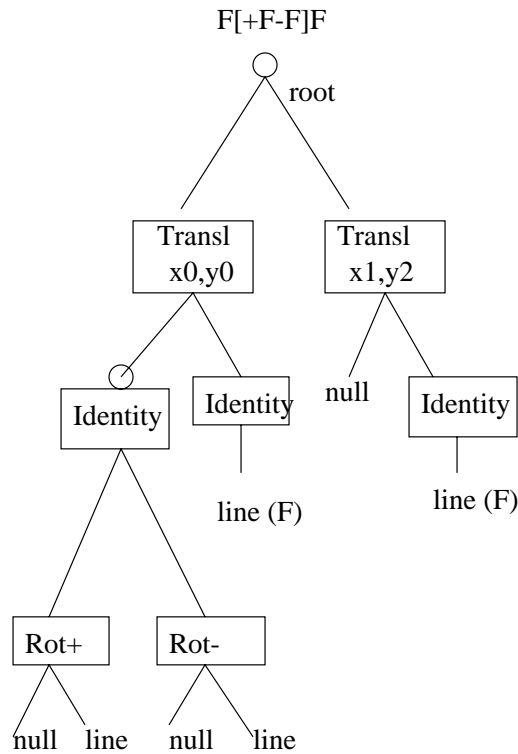 F[+F-F]F
root
Transl
x0,y0
Transl
x1,y2
null
Identity
Identity
Identity
line (F)
line (F)
Rot+
Rot-
null
line
null
line